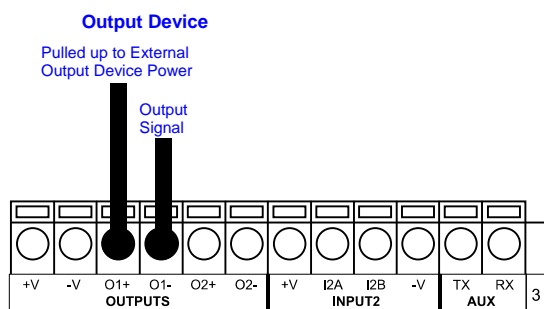 Output Device
Pulled up to External
Output Device Power
Output
Signal
+V -V O1+ O1- O2+ O2- +V I2A I2B -V TX RX
OUTPUTS INPUT2 AUX
3